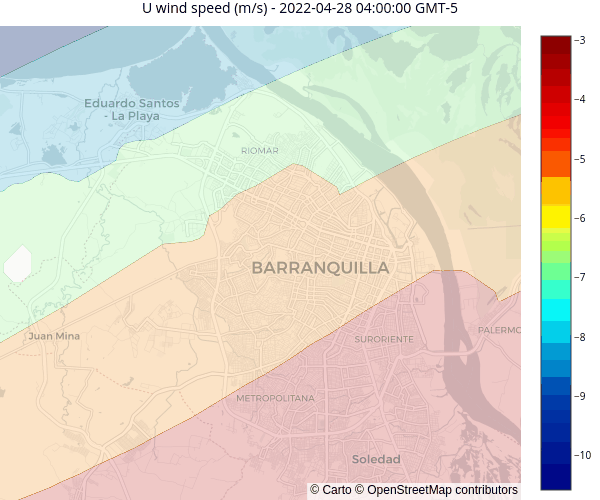 U wind speed (m/s) - 2022-04-28 04:00:00 GMT-5
−3
−4
−5
−6
−7
−8
−9
−10
Eduardo Santos
- La Playa
RIOMAR
BARRANQUILLA
Juan Mina
SURORIENTE
PALERMO
METROPOLITANA
Soledad
© Carto © OpenStreetMap contributors